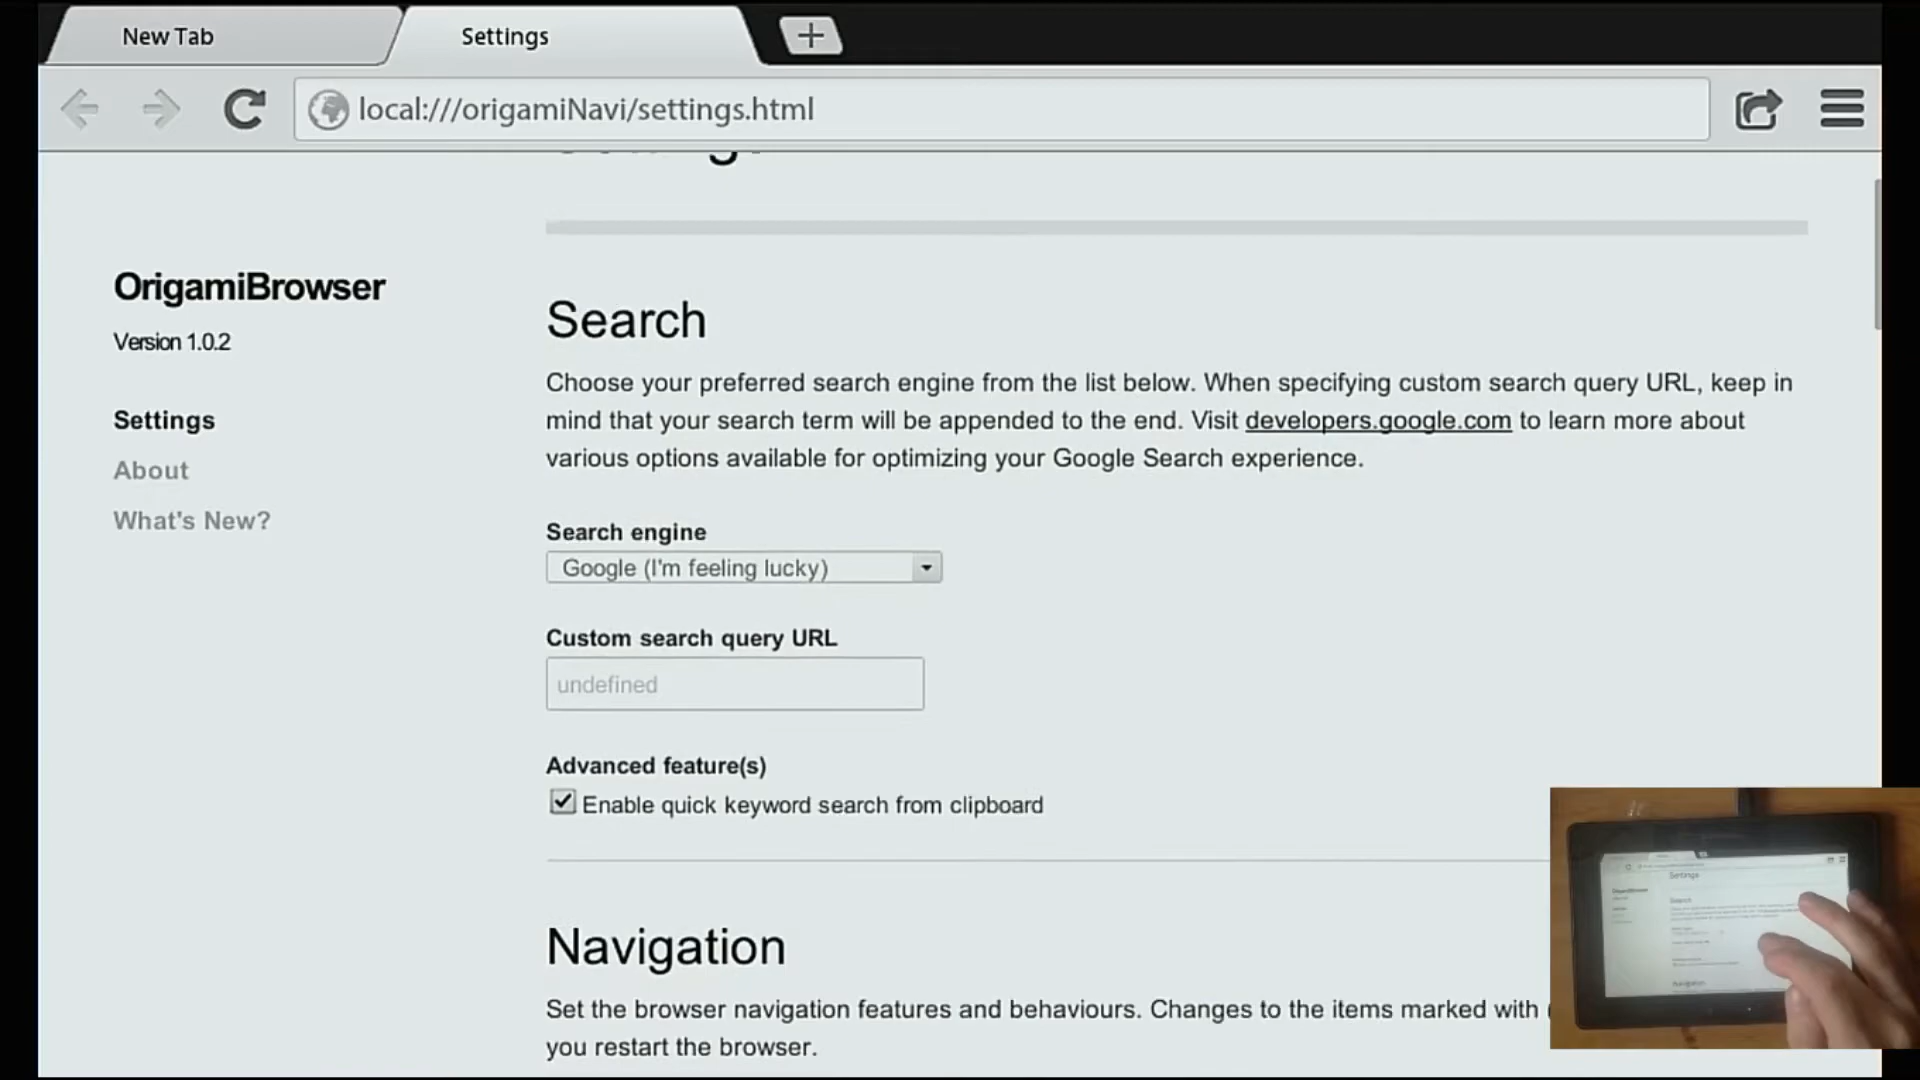 New Tab
Settings
local:///origamiNavi/settings.html
OrigamiBrowser
Version 1.0.2
Settings
About
What's New?
Search
Choose your preferred search engine from the list below. When specifying custom search query URL, keep in
mind that your search term will be appended to the end. Visit developers.google.com to learn more about
various options available for optimizing your Google Search experience.
Search engine
Google (I'm feeling lucky)
Custom search query URL
undefined
Advanced feature(s)
Enable quick keyword search from clipboard
Navigation
Set the browser navigation features and behaviours. Changes to the items marked with
you restart the browser.
Settings